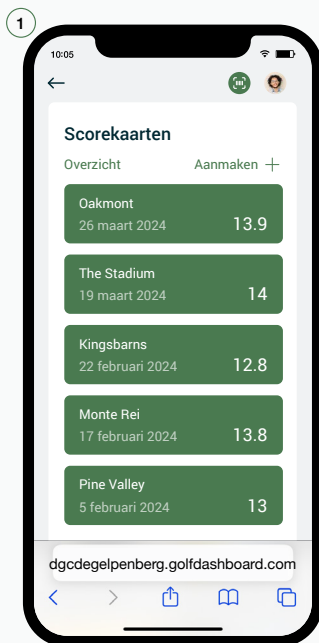 1
10:05
Scorekaarten
Overzicht Aanmaken +
Oakmont
26 maart 2024 13.9
The Stadium
19 maart 2024 14
Kingsbarns
22 februari 2024 12.8
Monte Rei
17 februari 2024 13.8
Pine Valley
5 februari 2024 13
dgcdegelpenberg.golfdashboard.com